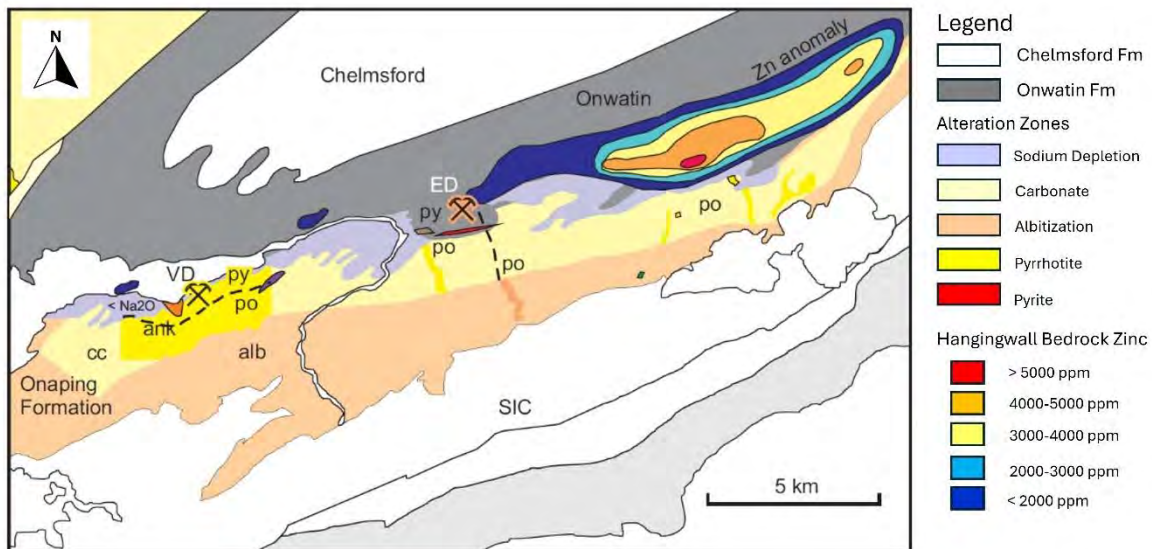 N
Chelmsford
Onwatin
Zn anomaly
ED
py
po
po
po
VD
py
< Na2O
po
ank
cc
alb
Onaping
Formation
SIC
5 km
Legend
Chelmsford Fm
Onwatin Fm
Alteration Zones
Sodium Depletion
Carbonate
Albitization
Pyrrhotite
Pyrite
Hangingwall Bedrock Zinc
> 5000 ppm
4000-5000 ppm
3000-4000 ppm
2000-3000 ppm
< 2000 ppm